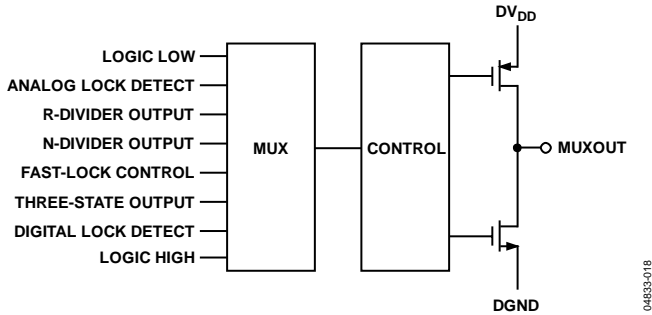 DVDD
LOGIC LOW
ANALOG LOCK DETECT
R-DIVIDER OUTPUT
N-DIVIDER OUTPUT
FAST-LOCK CONTROL
THREE-STATE OUTPUT
DIGITAL LOCK DETECT
LOGIC HIGH
MUX
CONTROL
MUXOUT
DGND
04833-018